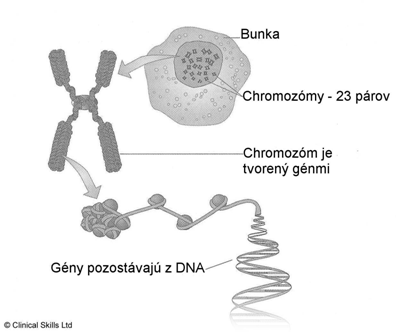 Bunka
Chromozómy - 23 párov
Chromozóm je
tvorený génmi
Gény pozostávajú z DNA
© Clinical Skills Ltd